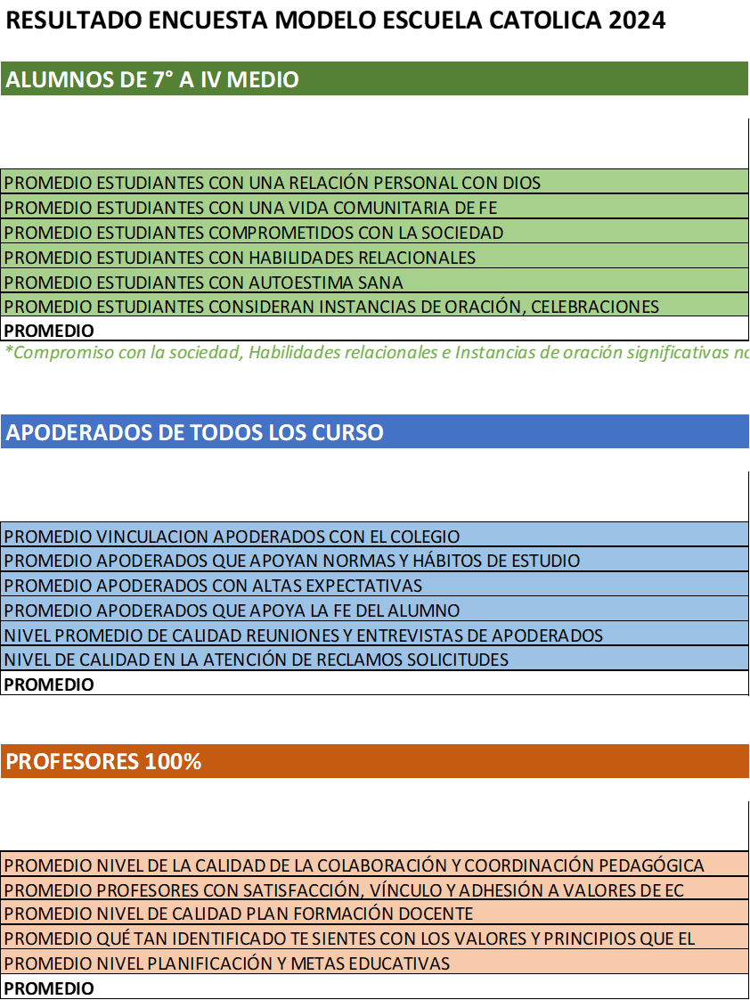 RESULTADO ENCUESTA MODELO ESCUELA CATOLICA 2024
ALUMNOS DE 7° A IV MEDIO
PROMEDIO ESTUDIANTES CON UNA RELACIÓN PERSONAL CON DIOS
PROMEDIO ESTUDIANTES CON UNA VIDA COMUNITARIA DE FE
PROMEDIO ESTUDIANTES COMPROMETIDOS CON LA SOCIEDAD
PROMEDIO ESTUDIANTES CON HABILIDADES RELACIONALES
PROMEDIO ESTUDIANTES CON AUTOESTIMA SANA
PROMEDIO ESTUDIANTES CONSIDERAN INSTANCIAS DE ORACIÓN, CELEBRACIONES
PROMEDIO
*Compromiso con la sociedad, Habilidades relacionales e Instancias de oración significativas
APODERADOS DE TODOS LOS CURSO
PROMEDIO VINCULACION APODERADOS CON EL COLEGIO
PROMEDIO APODERADOS QUE APOYAN NORMAS Y HÁBITOS DE ESTUDIO
PROMEDIO APODERADOS CON ALTAS EXPECTATIVAS
PROMEDIO APODERADOS QUE APOYA LA FE DEL ALUMNO
NIVEL PROMEDIO DE CALIDAD REUNIONES Y ENTREVISTAS DE APODERADOS
NIVEL DE CALIDAD EN LA ATENCIÓN DE RECLAMOS SOLICITUDES
PROMEDIO
PROFESORES 100%
PROMEDIO NIVEL DE LA CALIDAD DE LA COLABORACIÓN Y COORDINACIÓN PEDAGÓGICA
PROMEDIO PROFESORES CON SATISFACCIÓN, VÍNCULO Y ADHESIÓN A VALORES DE EC
PROMEDIO NIVEL DE CALIDAD PLAN FORMACIÓN DOCENTE
PROMEDIO QUÉ TAN IDENTIFICADO TE SIENTES CON LOS VALORES Y PRINCIPIOS QUE EL
PROMEDIO NIVEL PLANIFICACIÓN Y METAS EDUCATIVAS
PROMEDIO